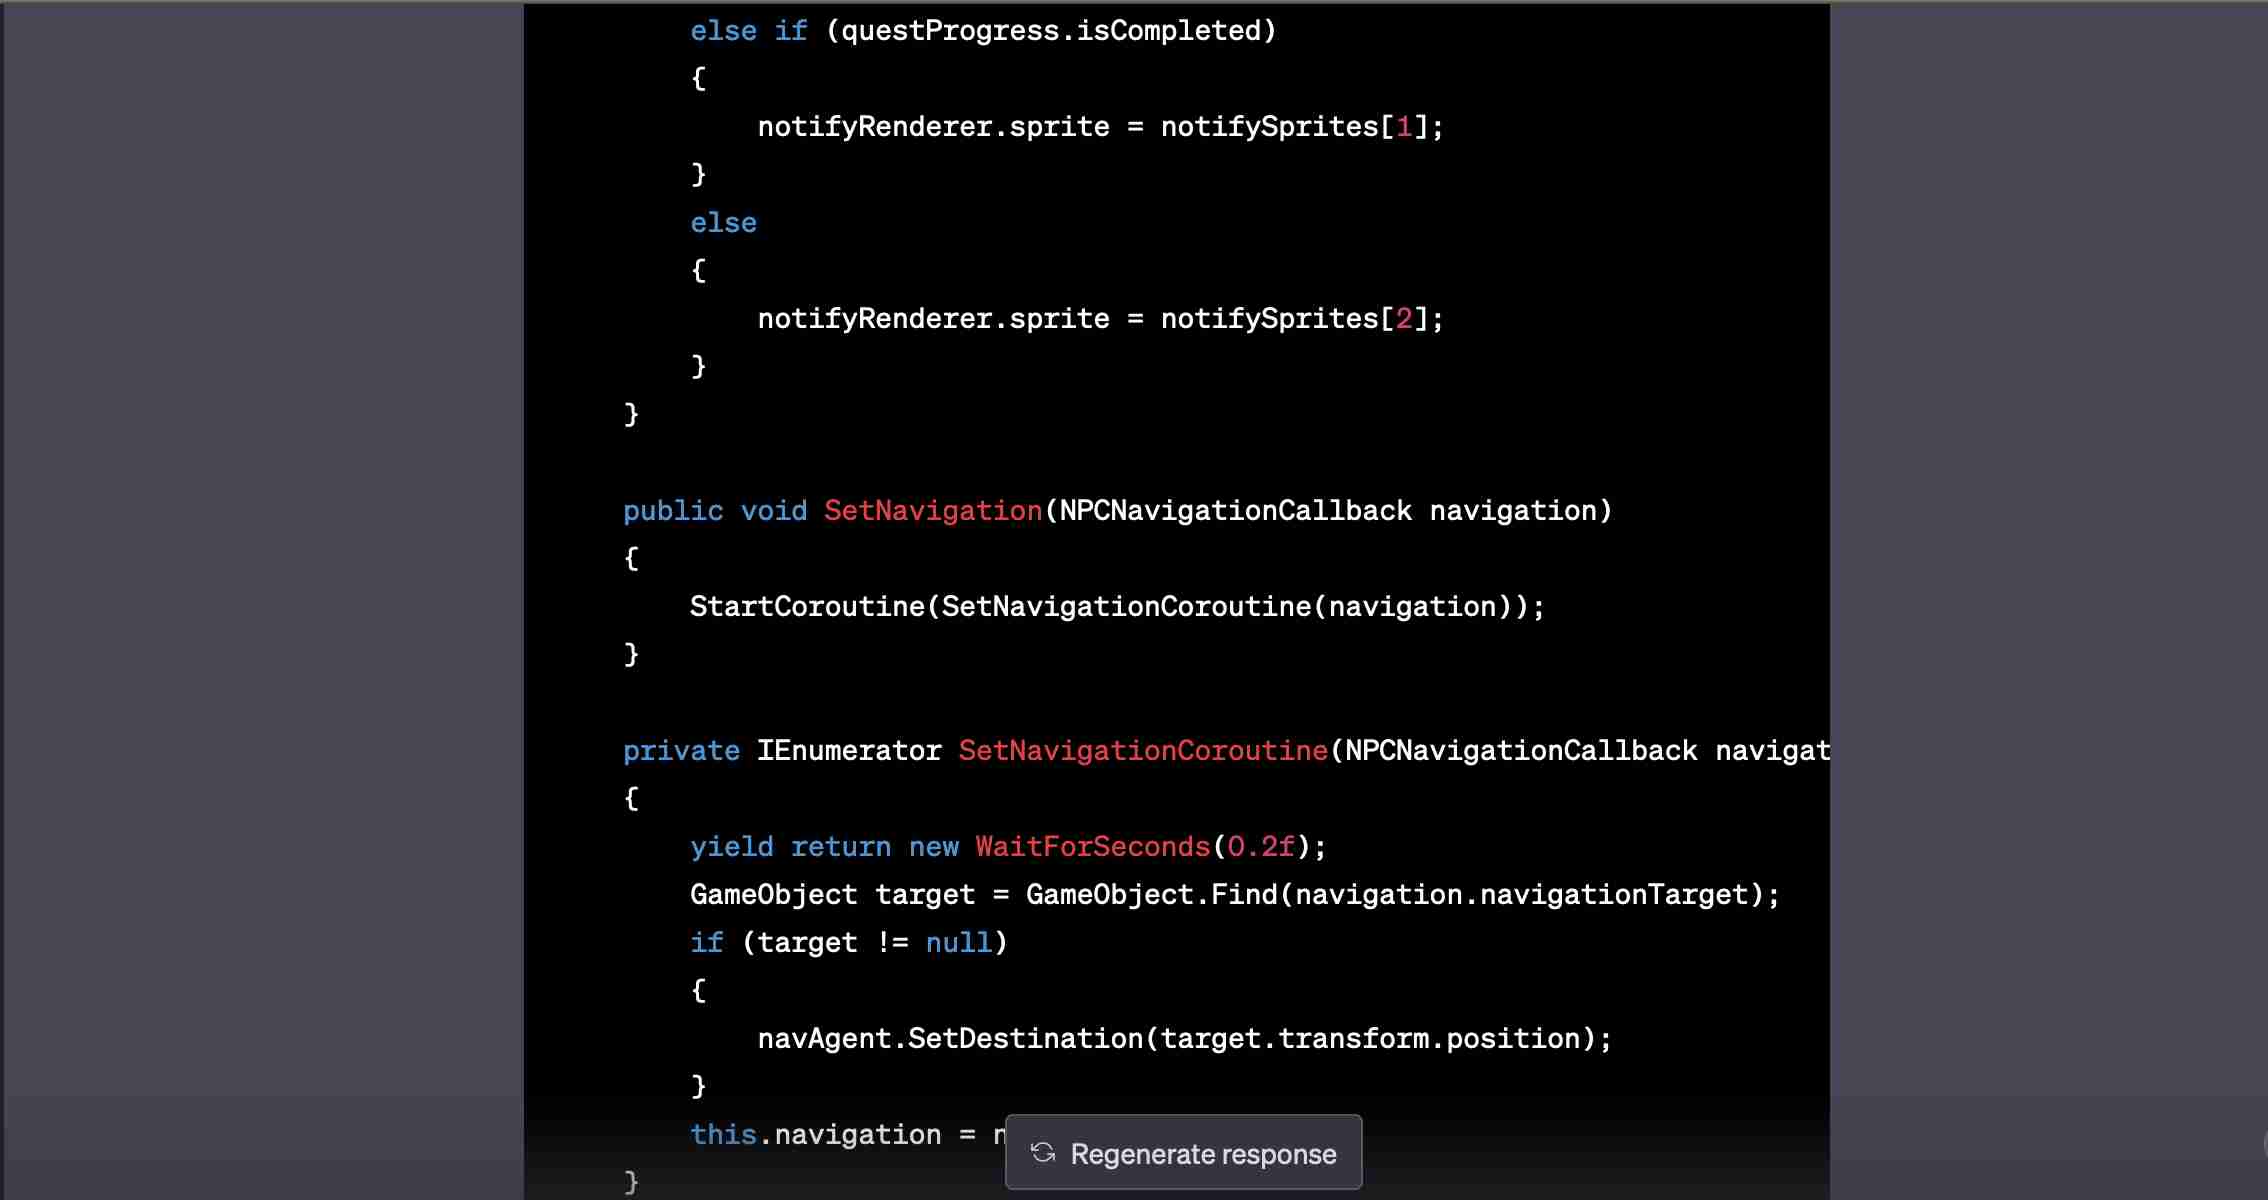 else if (questProgress.isCompleted)
{
notifyRenderer.sprite = notifySprites[1];
}
else
{
notifyRenderer.sprite = notifySprites[2];
}
}
public void SetNavigation(NPCNavigationCallback navigation)
{
StartCoroutine(SetNavigationCoroutine(navigation));
}
private IEnumerator SetNavigationCoroutine(NPCNavigationCallback navigat
{
yield return new WaitForSeconds(0.2f);
GameObject target = GameObject.Find(navigation.navigationTarget);
if (target != null)
{
navAgent.SetDestination(target.transform.position);
}
this.navigation =
Regenerate response
}